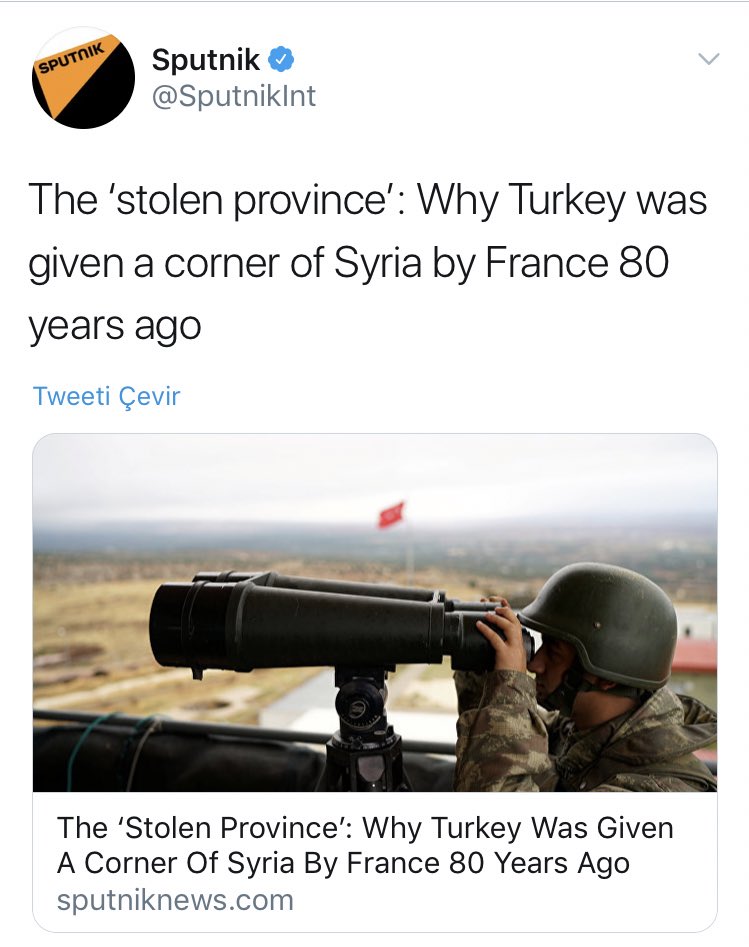 SPUTNIK
Sputnik
@SputnikInt
The ‘stolen province’: Why Turkey was
given a corner of Syria by France 80
years ago
Tweeti Çevir
The ‘Stolen Province’: Why Turkey Was Given
A Corner Of Syria By France 80 Years Ago
sputniknews.com